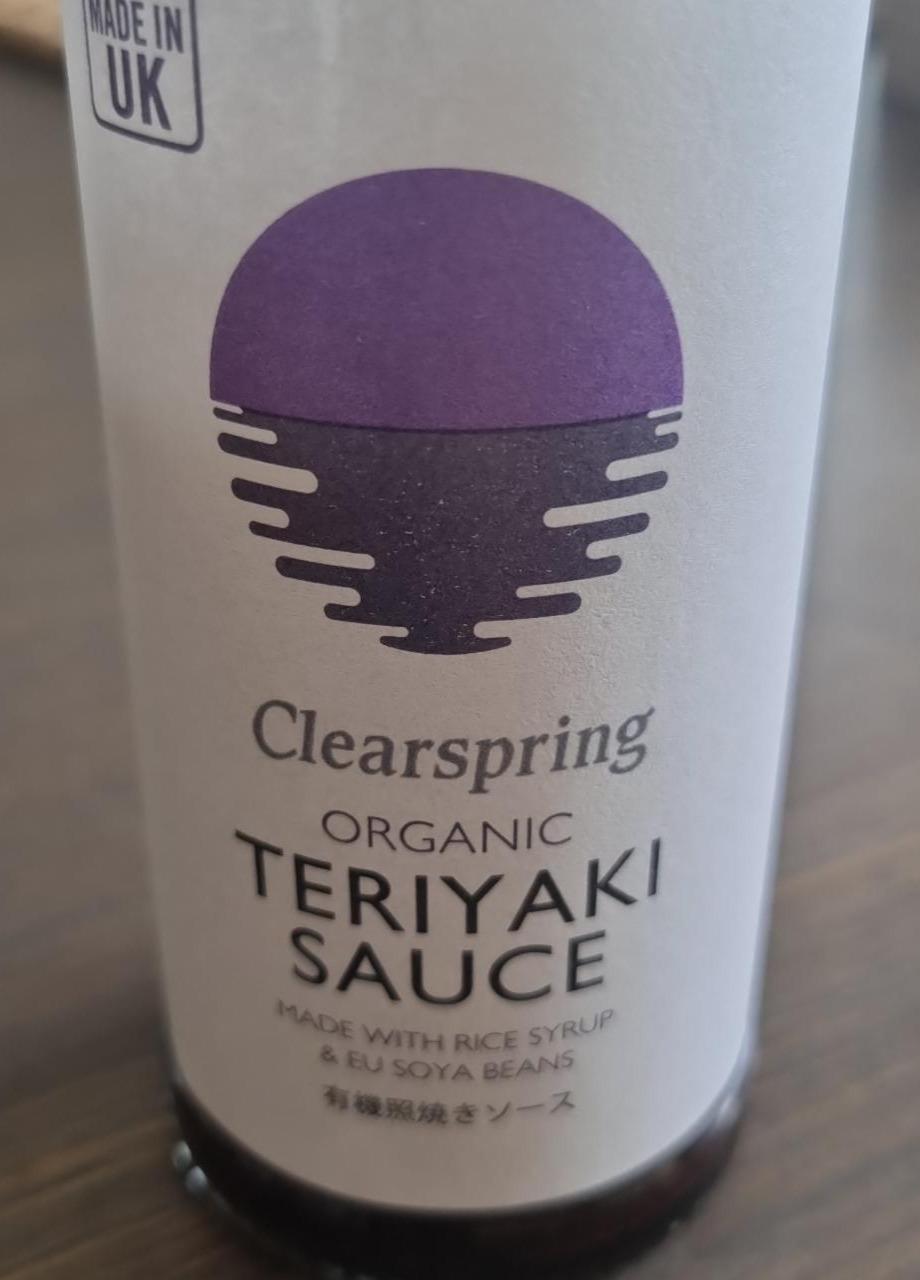 MADE IN
UK
Clearspring
ORGANIC
TERIYAKI
SAUCE
MADE WITH RICE SYRUP
& EU SOYA BEANS
有機照焼きソース